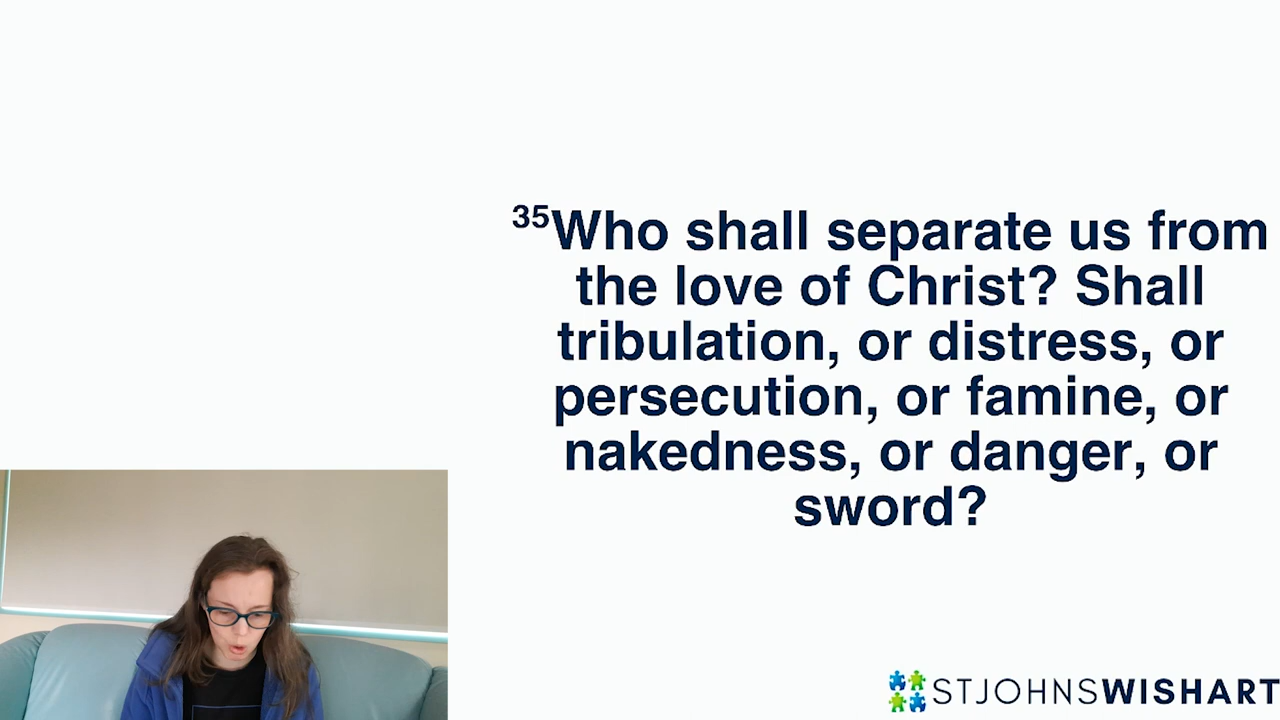 35Who shall separate us from
the love of Christ? Shall
tribulation, or distress, or
persecution, or famine, or
nakedness, or danger, or
sword?
STJOHNSWISHART